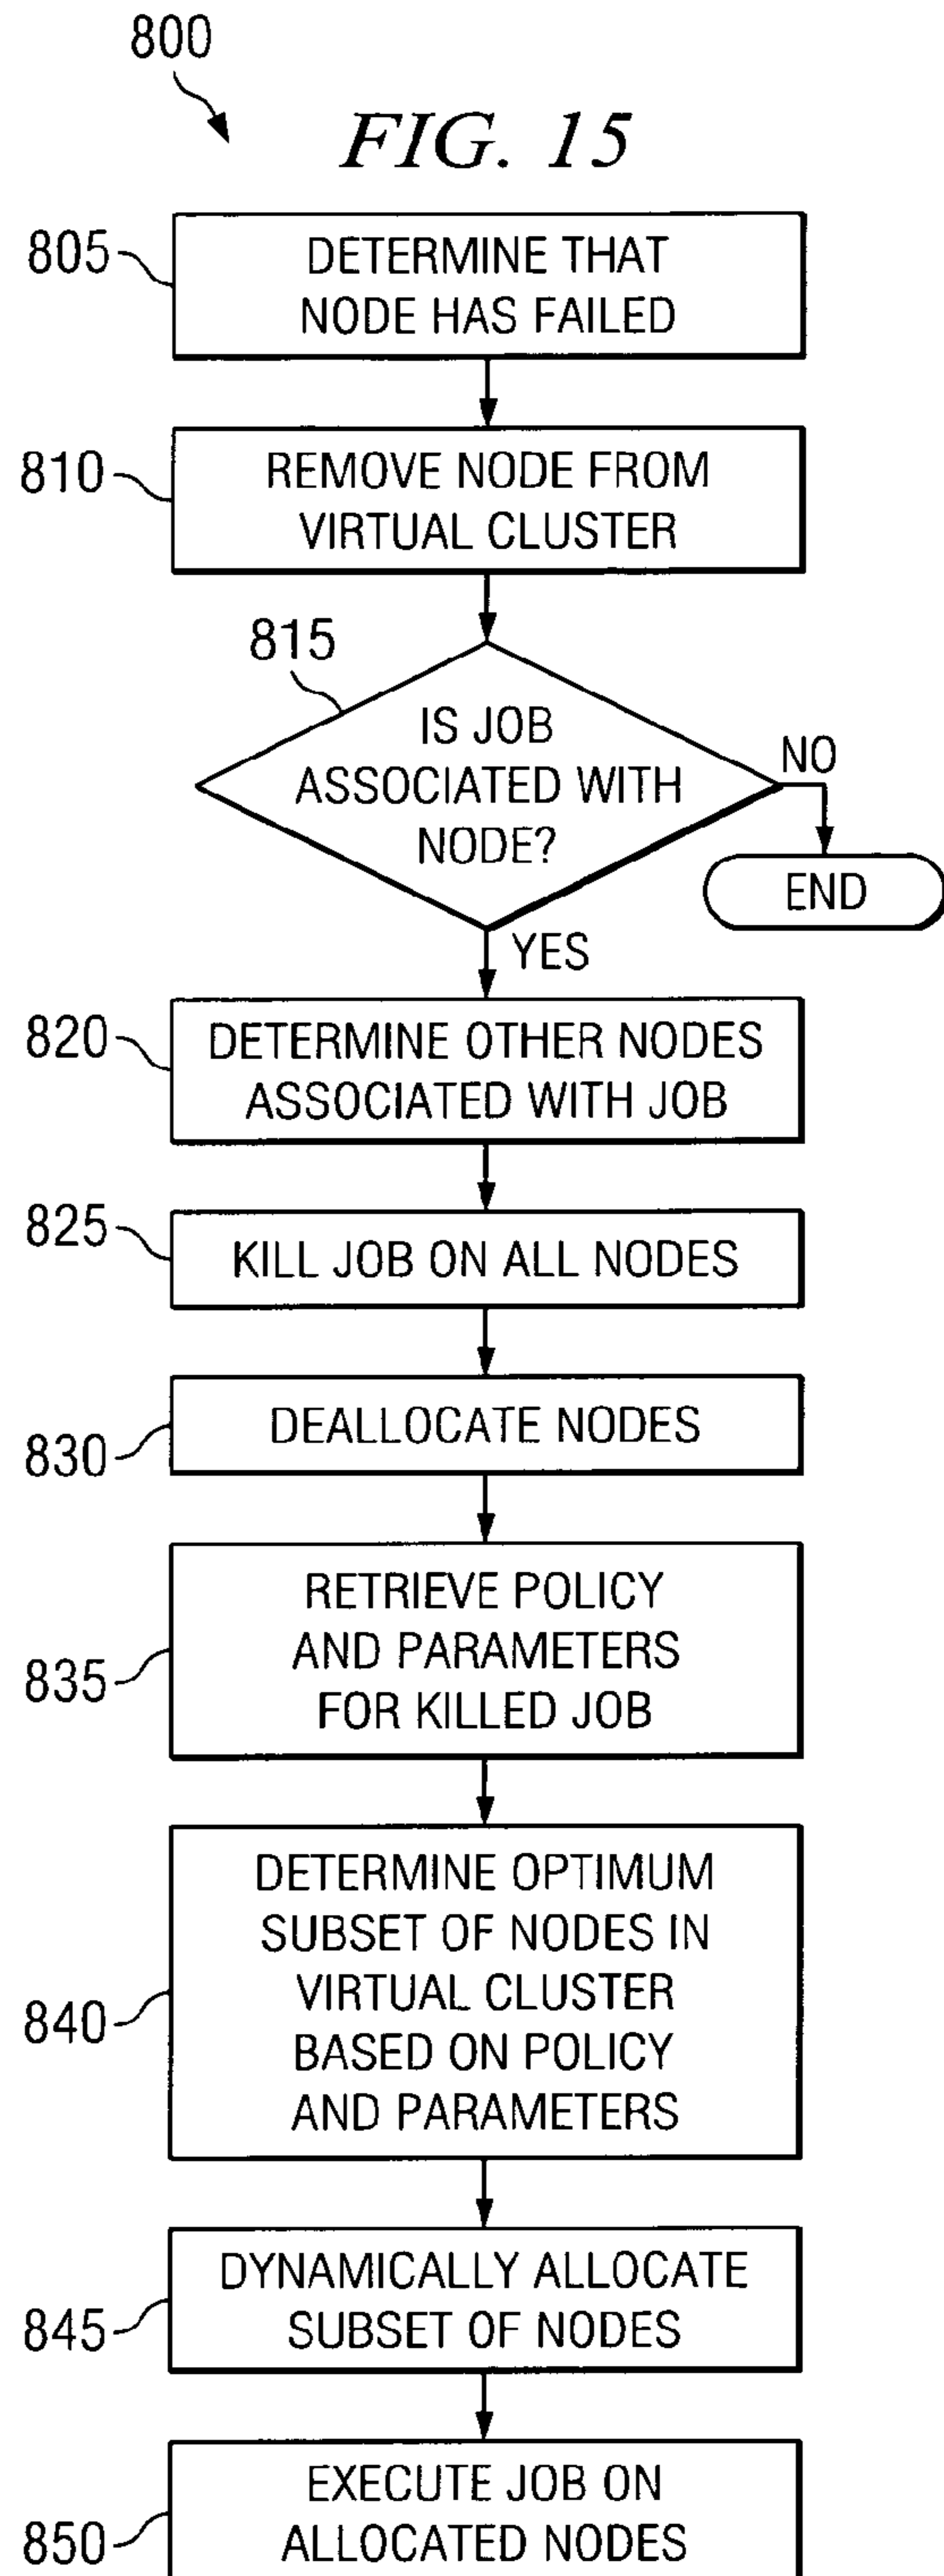 800
FIG. 15
805
DETERMINE THAT
NODE HAS FAILED
810
REMOVE NODE FROM
VIRTUAL CLUSTER
815
IS JOB
ASSOCIATED WITH
NODE?
NO
END
YES
820
DETERMINE OTHER NODES
ASSOCIATED WITH JOB
825
KILL JOB ON ALL NODES
830
DEALLOCATE NODES
835
RETRIEVE POLICY
AND PARAMETERS
FOR KILLED JOB
840
DETERMINE OPTIMUM
SUBSET OF NODES IN
VIRTUAL CLUSTER
BASED ON POLICY
AND PARAMETERS
845
DYNAMICALLY ALLOCATE
SUBSET OF NODES
850
EXECUTE JOB ON
ALLOCATED NODES